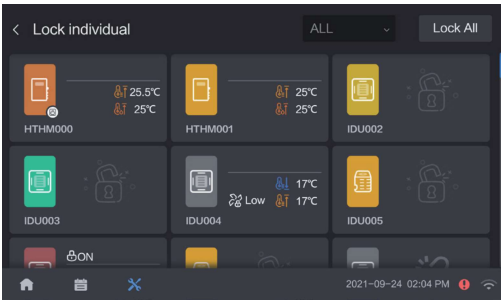 Lock individual
ALL
Lock All
25.5℃
25℃
HTHM000
25℃
25℃
HTHM001
IDU002
IDU003
17℃
Low
17℃
IDU004
IDU005
ON
2021-09-24 02:04 PM